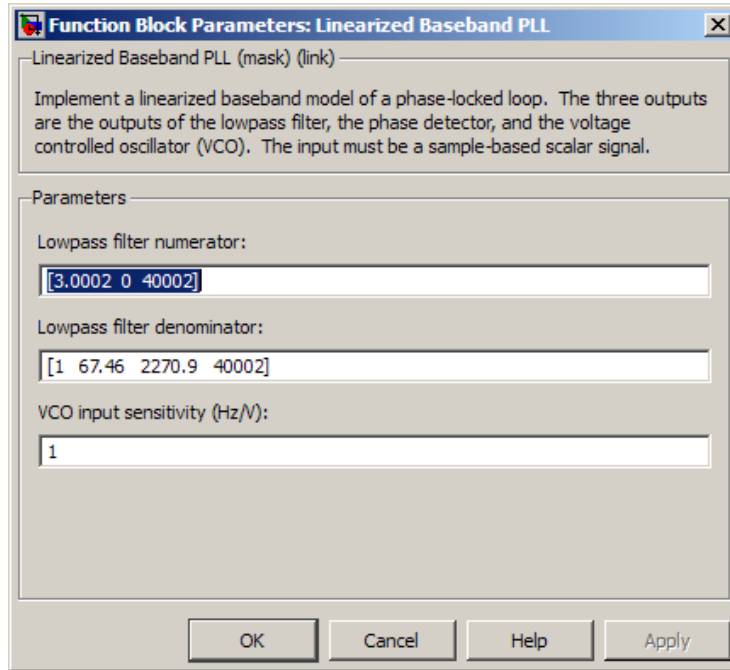 Function Block Parameters: Linearized Baseband PLL
Linearized Baseband PLL (mask) (link)
Implement a linearized baseband model of a phase-locked loop. The three outputs
are the outputs of the lowpass filter, the phase detector, and the voltage
controlled oscillator (VCO). The input must be a sample-based scalar signal.
Parameters
Lowpass filter numerator:
[3.0002 0 40002]
Lowpass filter denominator:
[1 67.46 2270.9 40002]
VCO input sensitivity (Hz/V):
1
OK Cancel Help Apply